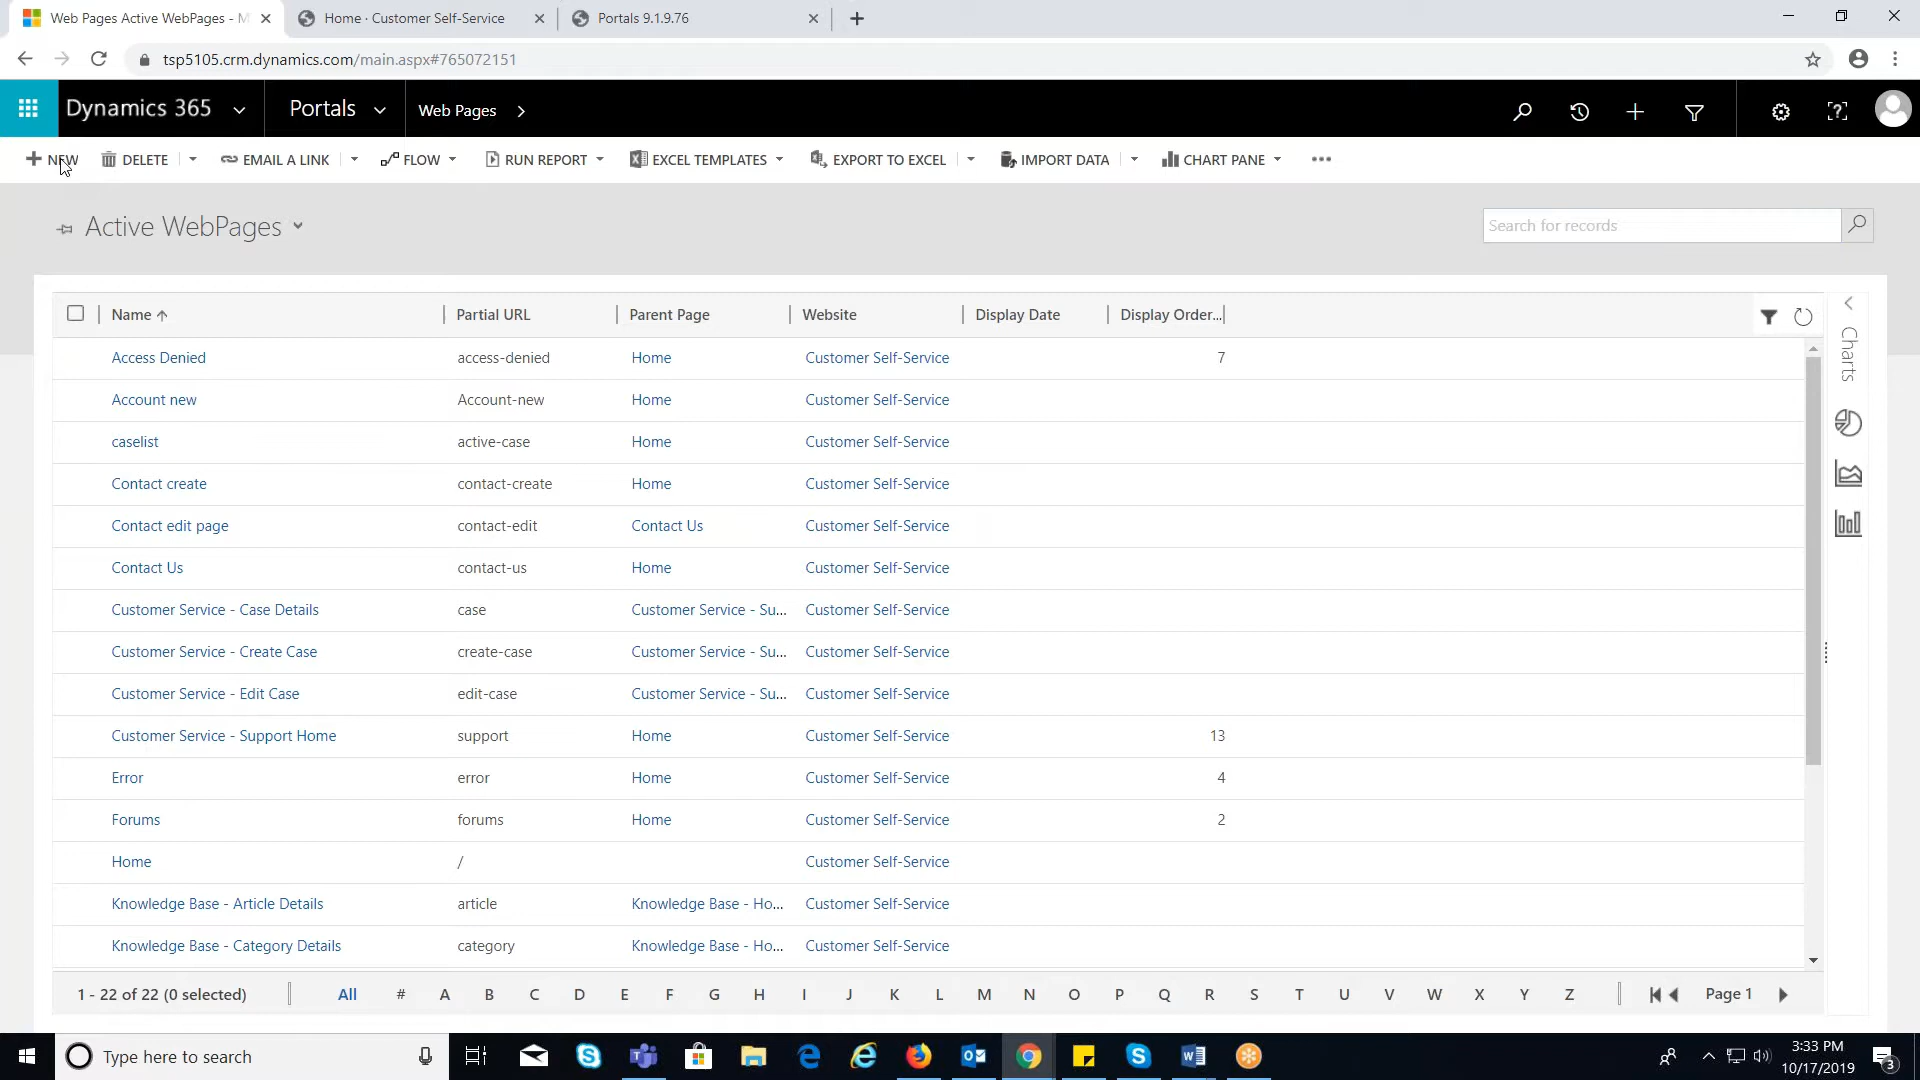 Web Pages Active WebPages - M
Home · Customer Self-Service
Portals 9.1.9.76
tsp5105.crm.dynamics.com/main.aspx#765072151
Dynamics 365
Portals
Web Pages
NEW
DELETE
EMAIL A LINK
FLOW
RUN REPORT
EXCEL TEMPLATES
EXPORT TO EXCEL
IMPORT DATA
CHART PANE
Active WebPages
Search for records
Name Partial URL Parent Page Website Display Date Display Order...
Access Denied access-denied Home Customer Self-Service 7
Account new Account-new Home Customer Self-Service
caselist active-case Home Customer Self-Service
Contact create contact-create Home Customer Self-Service
Contact edit page contact-edit Contact Us Customer Self-Service
Contact Us contact-us Home Customer Self-Service
Customer Service - Case Details case Customer Service - Su... Customer Self-Service
Customer Service - Create Case create-case Customer Service - Su... Customer Self-Service
Customer Service - Edit Case edit-case Customer Service - Su... Customer Self-Service
Customer Service - Support Home support Home Customer Self-Service 13
Error error Home Customer Self-Service 4
Forums forums Home Customer Self-Service 2
Home / Customer Self-Service
Knowledge Base - Article Details article Knowledge Base - Ho... Customer Self-Service
Knowledge Base - Category Details category Knowledge Base - Ho... Customer Self-Service
Charts
1 - 22 of 22 (0 selected) All # A B C D E F G H I J K L M N O P Q R S T U V W X Y Z Page 1
Type here to search
3:33 PM
10/17/2019
3